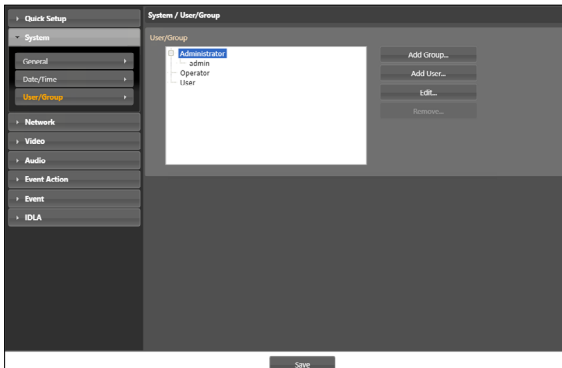 Quick Setup
System
General
Date/Time
User/Group
Network
Video
Audio
Event Action
Event
IDLA
System / User/Group
User/Group
Administrator
admin
Operator
User
Add Group...
Add User...
Edit...
Remove...
Save